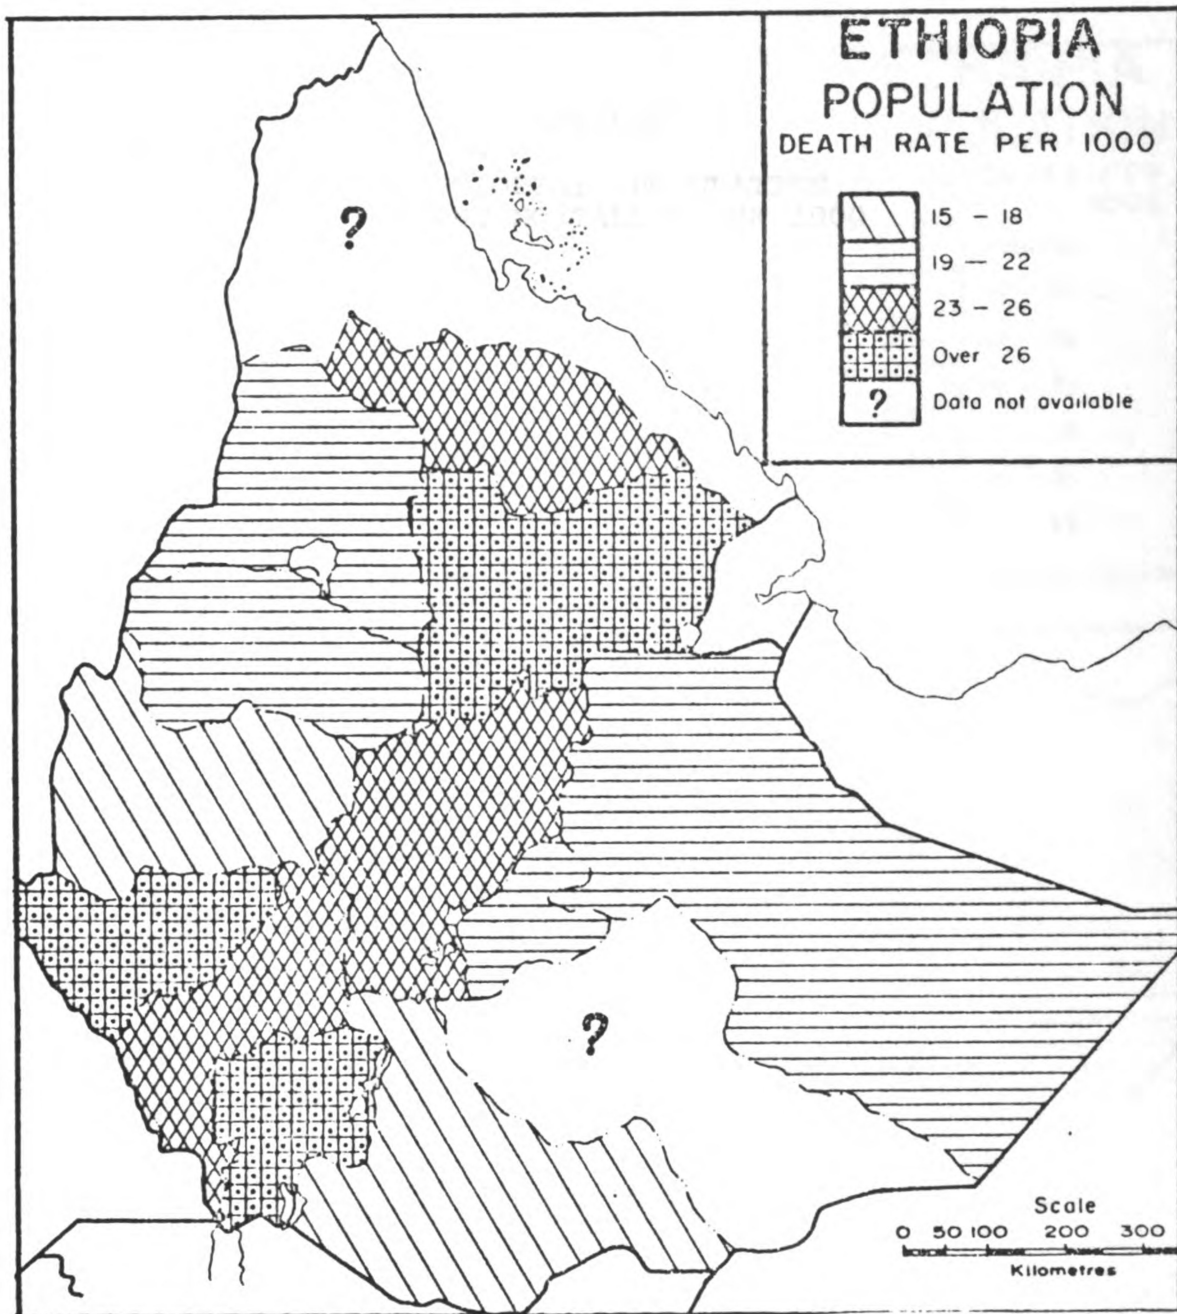 ETHIOPIA
POPULATION
DEATH RATE PER 1000
15 – 18
19 – 22
23 – 26
Over 26
? Data not available
?
?
Scale
0 50 100 200 300
Kilometres